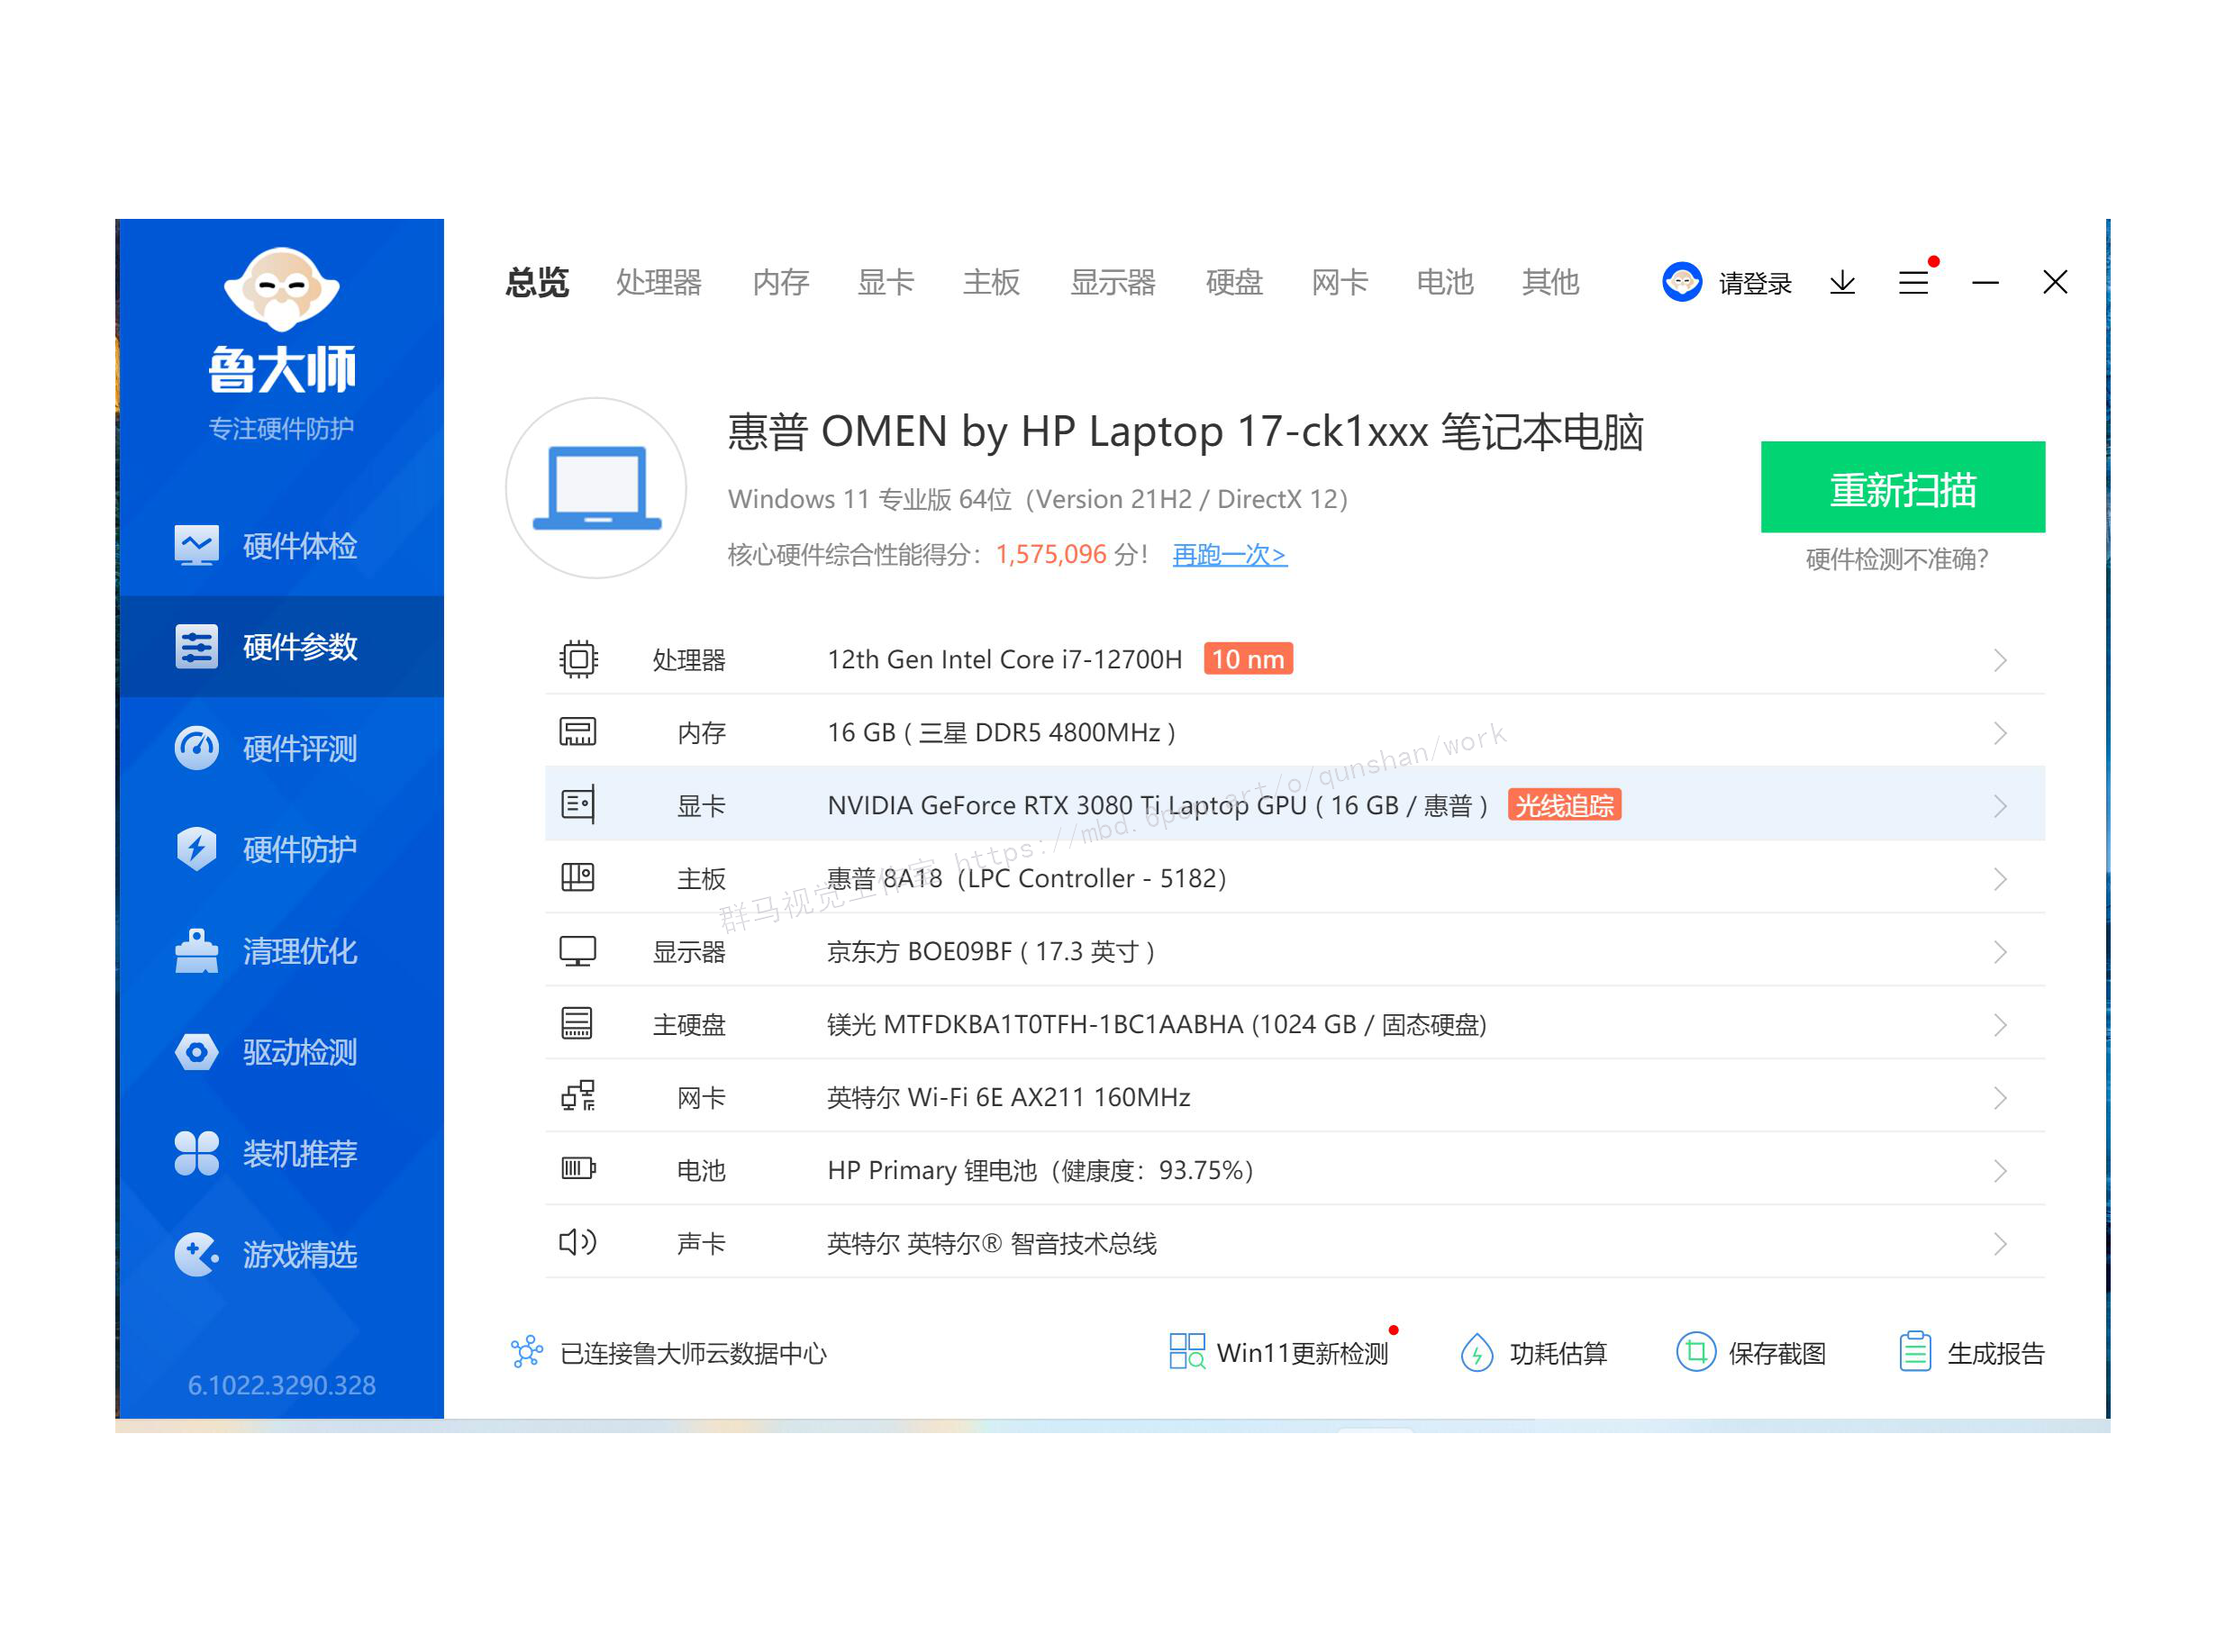 鲁大师
专注硬件防护
硬件体检
硬件参数
硬件评测
硬件防护
清理优化
驱动检测
装机推荐
游戏精选
6.1022.3290.328
总览 处理器 内存 显卡 主板 显示器 硬盘 网卡 电池 其他 请登录
惠普 OMEN by HP Laptop 17-ck1xxx 笔记本电脑
Windows 11 专业版 64位（Version 21H2 / DirectX 12）
核心硬件综合性能得分：1,575,096 分！ 再跑一次>
重新扫描
硬件检测不准确？
处理器 12th Gen Intel Core i7-12700H 10 nm
内存 16 GB ( 三星 DDR5 4800MHz )
显卡 NVIDIA GeForce RTX 3080 Ti Laptop GPU ( 16 GB / 惠普 ) 光线追踪
主板 惠普 8A18（LPC Controller - 5182）
显示器 京东方 BOE09BF ( 17.3 英寸 )
主硬盘 镁光 MTFDKBA1T0TFH-1BC1AABHA (1024 GB / 固态硬盘)
网卡 英特尔 Wi-Fi 6E AX211 160MHz
电池 HP Primary 锂电池（健康度：93.75%）
声卡 英特尔 英特尔® 智音技术总线
已连接鲁大师云数据中心 Win11更新检测 功耗估算 保存截图 生成报告
群马视觉工作室 https://mbd.6pen.art/o/qunshan/work